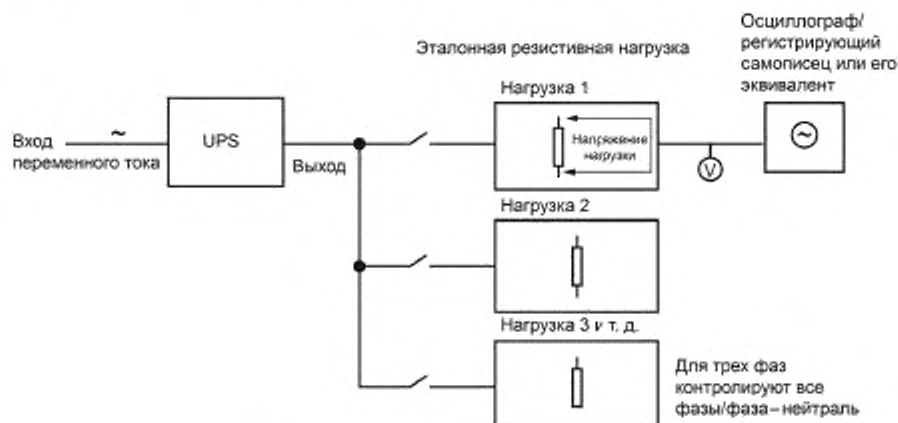 Осциллограф/
регистрирующий
самописец или его
эквивалент
Эталонная резистивная нагрузка
Нагрузка 1
Вход
переменного тока
~
UPS
Выход
Напряжение
нагрузки
V
~
Нагрузка 2
Нагрузка 3 и т. д.
Для трех фаз
контролируют все
фазы/фаза–нейтраль